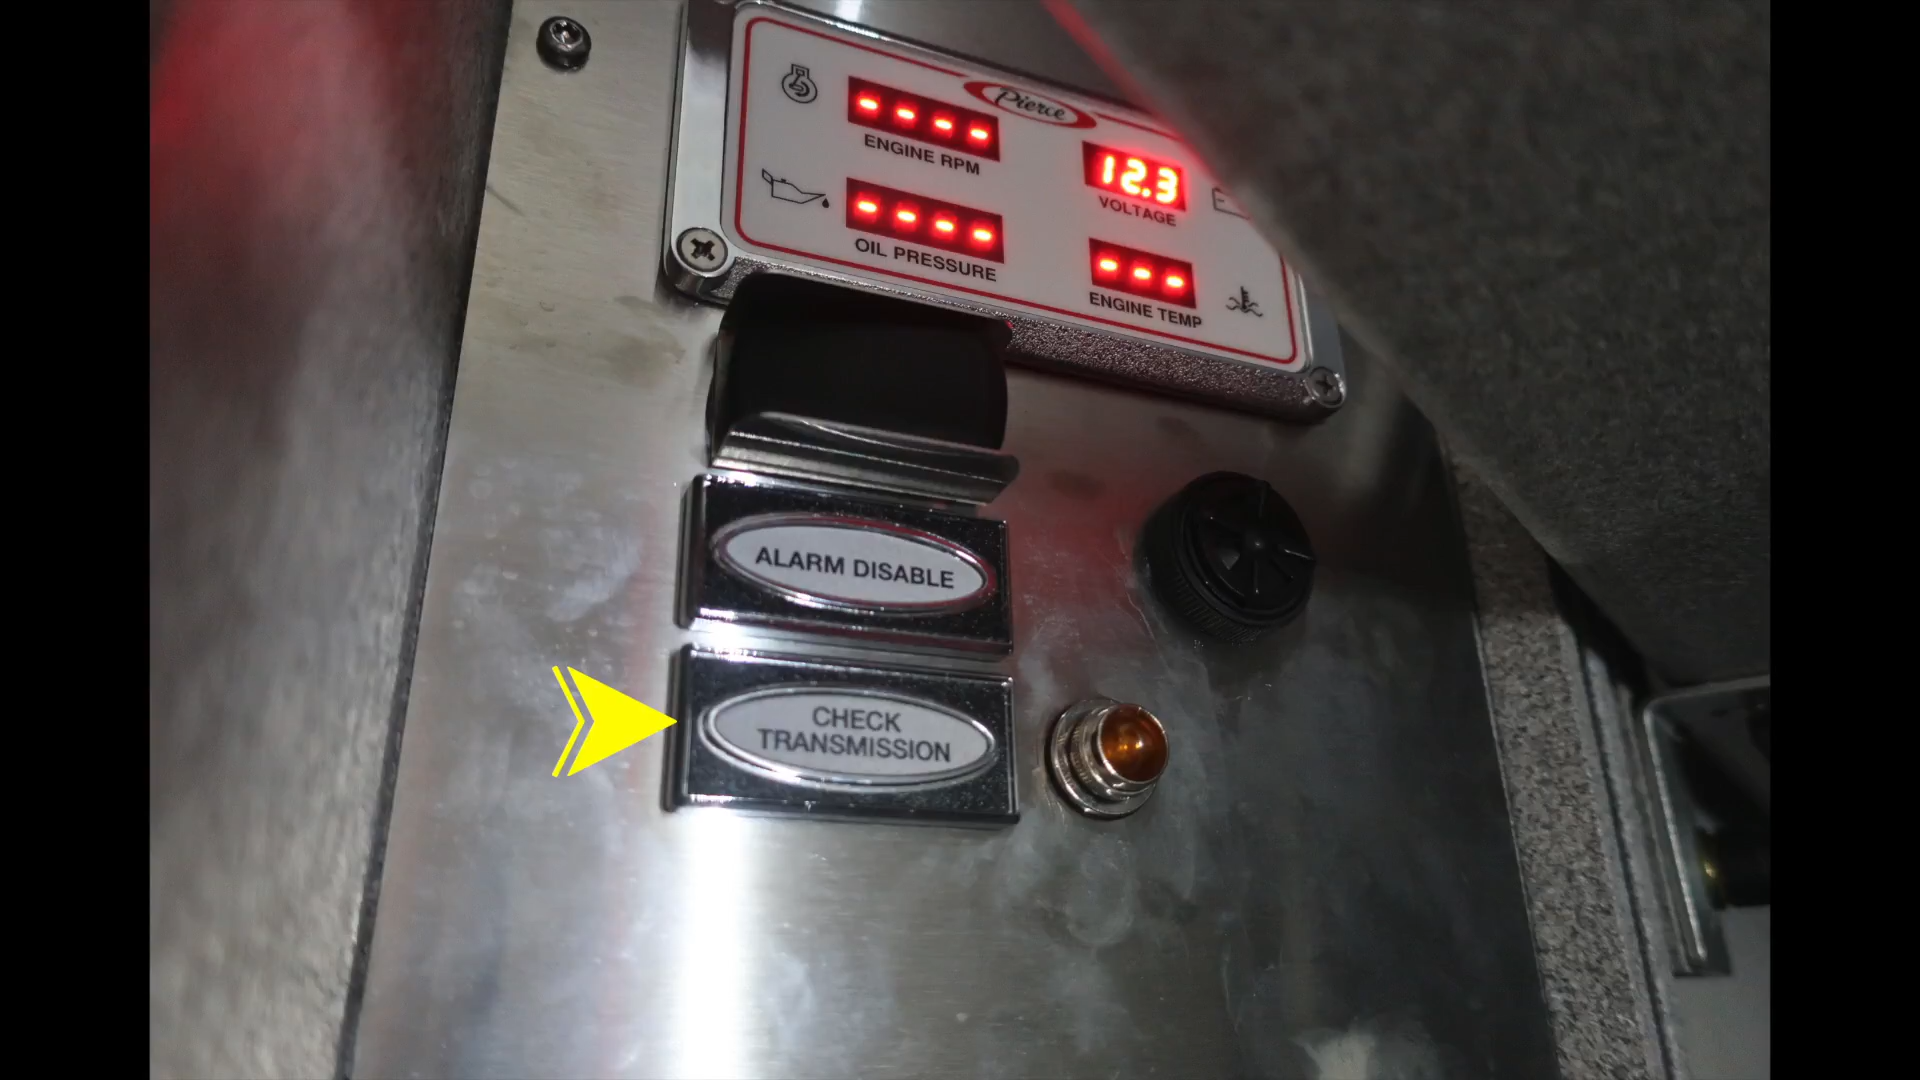 Pierce
----
ENGINE RPM
12.3
VOLTAGE
----
OIL PRESSURE
---
ENGINE TEMP
ALARM DISABLE
CHECK
TRANSMISSION